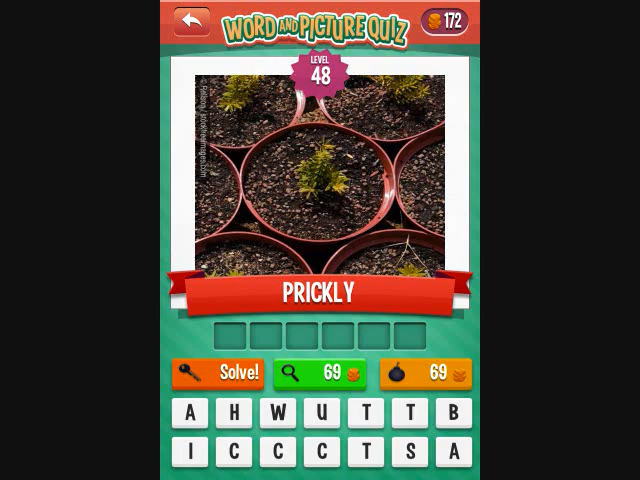 WORD AND PICTURE QUIZ
172
LEVEL
48
PRICKLY
Solve!
69
69
A H W U T T B
I C C C T S A